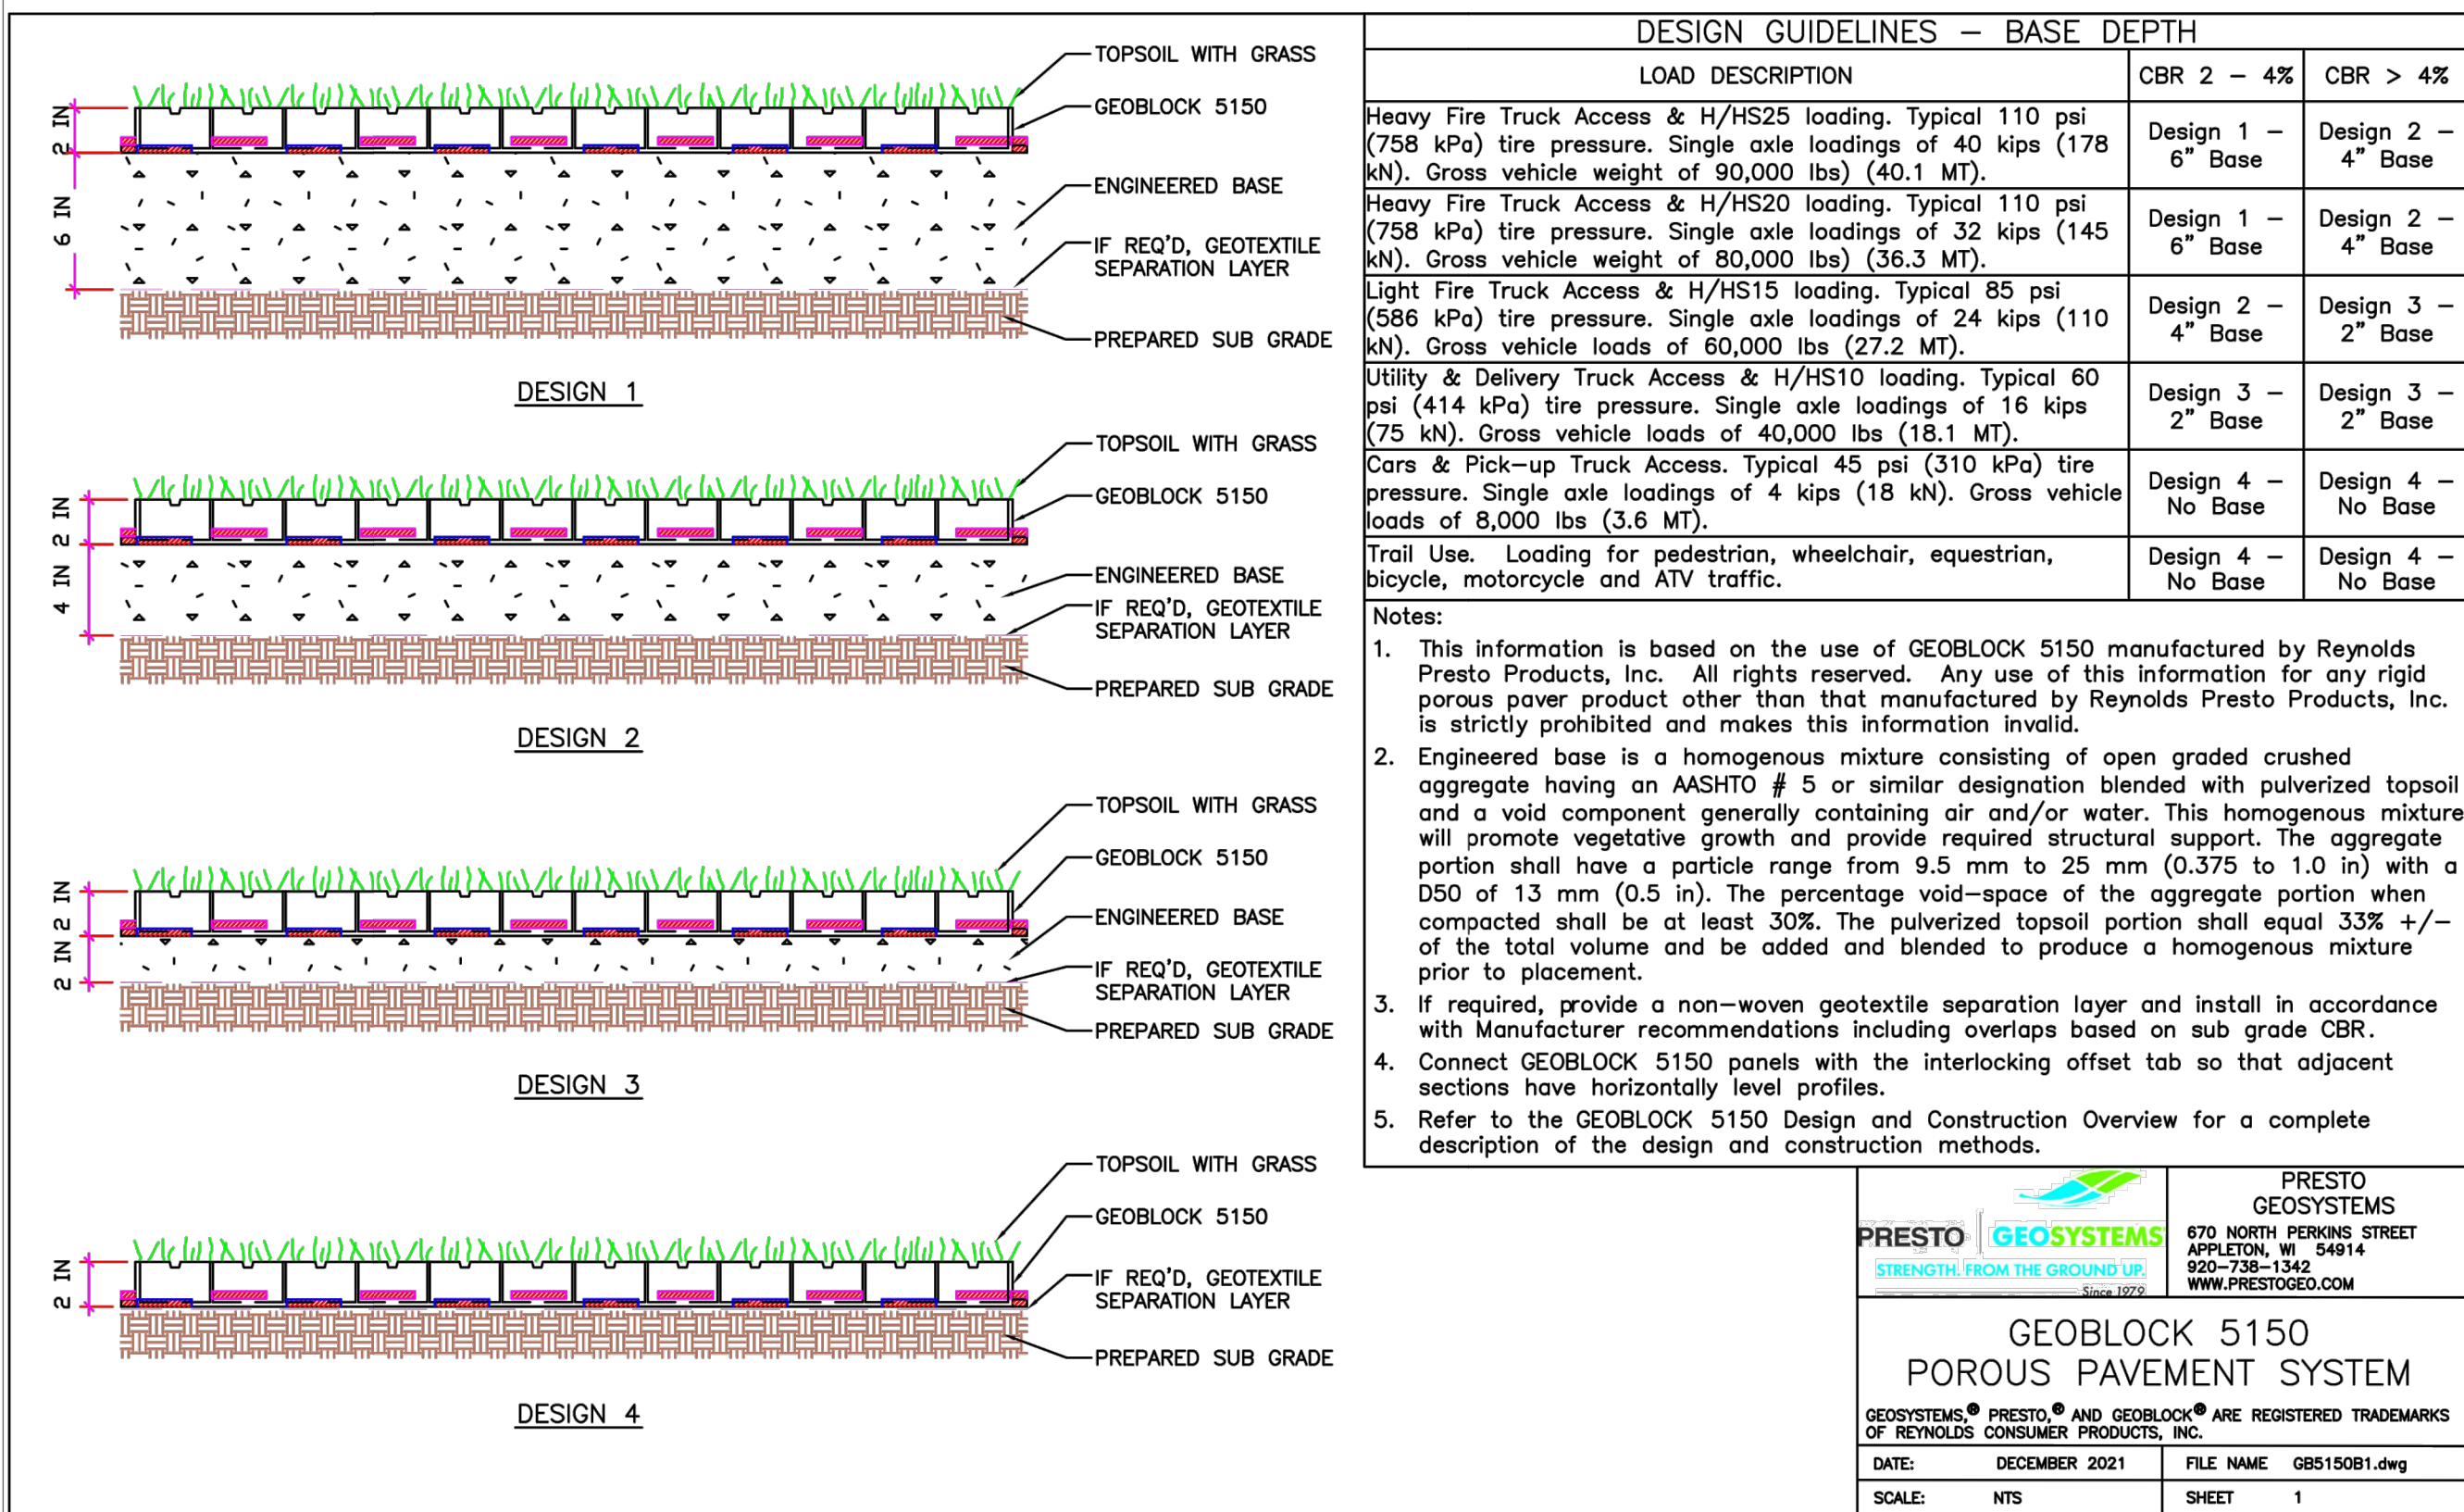 TOPSOIL WITH GRASS
GEOBLOCK 5150
ENGINEERED BASE
IF REQ'D, GEOTEXTILE
SEPARATION LAYER
PREPARED SUB GRADE
2 IN
6 IN
DESIGN 1
TOPSOIL WITH GRASS
GEOBLOCK 5150
ENGINEERED BASE
IF REQ'D, GEOTEXTILE
SEPARATION LAYER
PREPARED SUB GRADE
2 IN
4 IN
DESIGN 2
TOPSOIL WITH GRASS
GEOBLOCK 5150
ENGINEERED BASE
IF REQ'D, GEOTEXTILE
SEPARATION LAYER
PREPARED SUB GRADE
2 IN
2 IN
DESIGN 3
TOPSOIL WITH GRASS
GEOBLOCK 5150
IF REQ'D, GEOTEXTILE
SEPARATION LAYER
PREPARED SUB GRADE
2 IN
DESIGN 4
DESIGN GUIDELINES – BASE DEPTH
LOAD DESCRIPTION
CBR 2 – 4%
CBR > 4%
Heavy Fire Truck Access & H/HS25 loading. Typical 110 psi
(758 kPa) tire pressure. Single axle loadings of 40 kips (178
kN). Gross vehicle weight of 90,000 lbs) (40.1 MT).
Design 1 –
6" Base
Design 2 –
4" Base
Heavy Fire Truck Access & H/HS20 loading. Typical 110 psi
(758 kPa) tire pressure. Single axle loadings of 32 kips (145
kN). Gross vehicle weight of 80,000 lbs) (36.3 MT).
Design 1 –
6" Base
Design 2 –
4" Base
Light Fire Truck Access & H/HS15 loading. Typical 85 psi
(586 kPa) tire pressure. Single axle loadings of 24 kips (110
kN). Gross vehicle loads of 60,000 lbs (27.2 MT).
Design 2 –
4" Base
Design 3 –
2" Base
Utility & Delivery Truck Access & H/HS10 loading. Typical 60
psi (414 kPa) tire pressure. Single axle loadings of 16 kips
(75 kN). Gross vehicle loads of 40,000 lbs (18.1 MT).
Design 3 –
2" Base
Design 3 –
2" Base
Cars & Pick–up Truck Access. Typical 45 psi (310 kPa) tire
pressure. Single axle loadings of 4 kips (18 kN). Gross vehicle
loads of 8,000 lbs (3.6 MT).
Design 4 –
No Base
Design 4 –
No Base
Trail Use. Loading for pedestrian, wheelchair, equestrian,
bicycle, motorcycle and ATV traffic.
Design 4 –
No Base
Design 4 –
No Base
Notes:
1. This information is based on the use of GEOBLOCK 5150 manufactured by Reynolds
Presto Products, Inc. All rights reserved. Any use of this information for any rigid
porous paver product other than that manufactured by Reynolds Presto Products, Inc.
is strictly prohibited and makes this information invalid.
2. Engineered base is a homogenous mixture consisting of open graded crushed
aggregate having an AASHTO # 5 or similar designation blended with pulverized topsoil
and a void component generally containing air and/or water. This homogenous mixture
will promote vegetative growth and provide required structural support. The aggregate
portion shall have a particle range from 9.5 mm to 25 mm (0.375 to 1.0 in) with a
D50 of 13 mm (0.5 in). The percentage void–space of the aggregate portion when
compacted shall be at least 30%. The pulverized topsoil portion shall equal 33% +/–
of the total volume and be added and blended to produce a homogenous mixture
prior to placement.
3. If required, provide a non–woven geotextile separation layer and install in accordance
with Manufacturer recommendations including overlaps based on sub grade CBR.
4. Connect GEOBLOCK 5150 panels with the interlocking offset tab so that adjacent
sections have horizontally level profiles.
5. Refer to the GEOBLOCK 5150 Design and Construction Overview for a complete
description of the design and construction methods.
PRESTO GEOSYSTEMS
STRENGTH. FROM THE GROUND UP.
Since 1979
PRESTO
GEOSYSTEMS
670 NORTH PERKINS STREET
APPLETON, WI 54914
920–738–1342
WWW.PRESTOGEO.COM
GEOBLOCK 5150
POROUS PAVEMENT SYSTEM
GEOSYSTEMS,® PRESTO,® AND GEOBLOCK® ARE REGISTERED TRADEMARKS
OF REYNOLDS CONSUMER PRODUCTS, INC.
DATE: DECEMBER 2021
FILE NAME GB5150B1.dwg
SCALE: NTS
SHEET 1